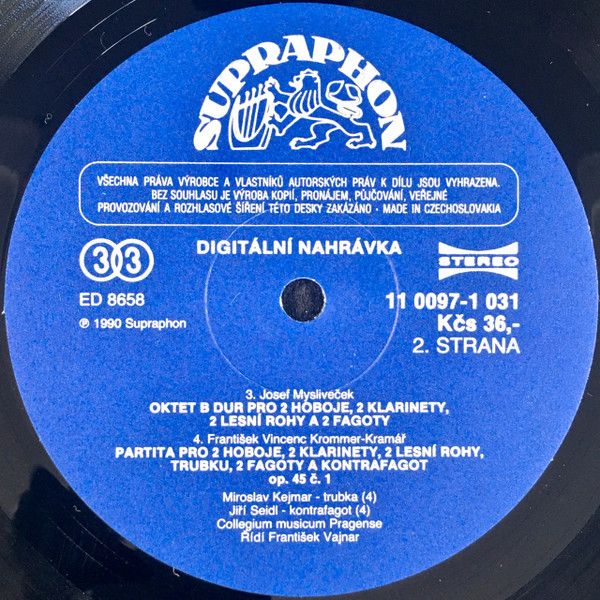 SUPRAPHON
VŠECHNA PRÁVA VÝROBCE A VLASTNÍKŮ AUTORSKÝCH PRÁV K DÍLU JSOU VYHRAZENA.
BEZ SOUHLASU JE VÝROBA KOPIÍ, PRONÁJEM, PŮJČOVÁNÍ, VEŘEJNÉ
PROVOZOVÁNÍ A ROZHLASOVÉ ŠÍŘENÍ TÉTO DESKY ZAKÁZÁNO · MADE IN CZECHOSLOVAKIA
33 DIGITÁLNÍ NAHRÁVKA STEREO
ED 8658 11 0097-1 031
℗ 1990 Supraphon Kčs 36,-
2. STRANA
3. Josef Mysliveček
OKTET B DUR PRO 2 HOBOJE, 2 KLARINETY,
2 LESNÍ ROHY A 2 FAGOTY
4. František Vincenc Krommer-Kramář
PARTITA PRO 2 HOBOJE, 2 KLARINETY, 2 LESNÍ ROHY,
TRUBKU, 2 FAGOTY A KONTRAFAGOT
op. 45 č. 1
Miroslav Kejmar - trubka (4)
Jiří Seidl - kontrafagot (4)
Collegium musicum Pragense
Řídí František Vajnar